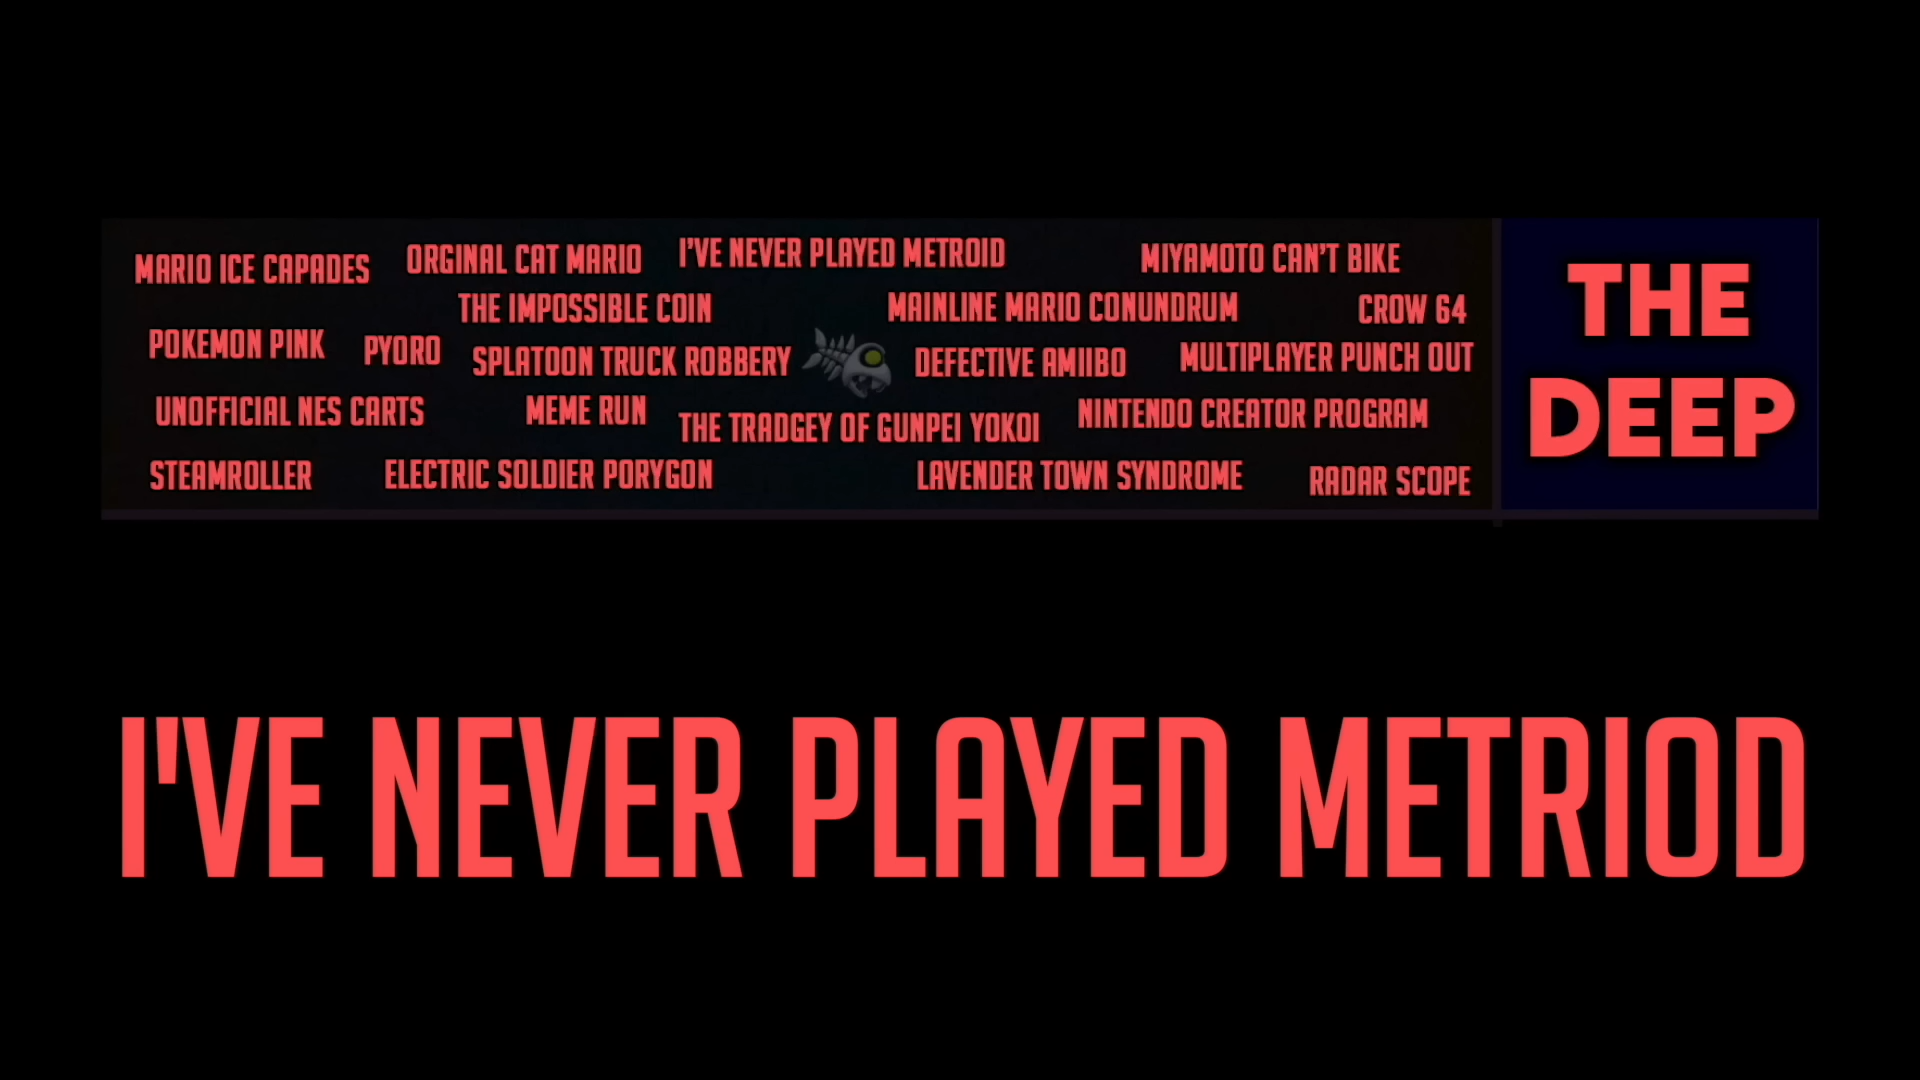 MARIO ICE CAPADES
ORGINAL CAT MARIO
I'VE NEVER PLAYED METROID
MIYAMOTO CAN'T BIKE
THE IMPOSSIBLE COIN
MAINLINE MARIO CONUNDRUM
CROW 64
POKEMON PINK
PYORO
SPLATOON TRUCK ROBBERY
DEFECTIVE AMIIBO
MULTIPLAYER PUNCH OUT
UNOFFICIAL NES CARTS
MEME RUN
THE TRADGEY OF GUNPEI YOKOI
NINTENDO CREATOR PROGRAM
STEAMROLLER
ELECTRIC SOLDIER PORYGON
LAVENDER TOWN SYNDROME
RADAR SCOPE
THE
DEEP
I'VE NEVER PLAYED METRIOD